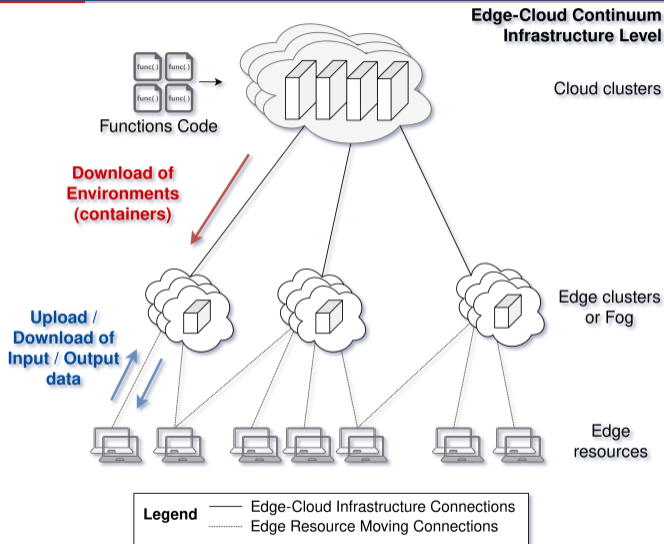 Edge-Cloud Continuum
Infrastructure Level
func( ) func( )
func( ) func( )
Functions Code
Cloud clusters
Download of
Environments
(containers)
Upload /
Download of
Input / Output
data
Edge clusters
or Fog
Edge
resources
Legend
Edge-Cloud Infrastructure Connections
Edge Resource Moving Connections